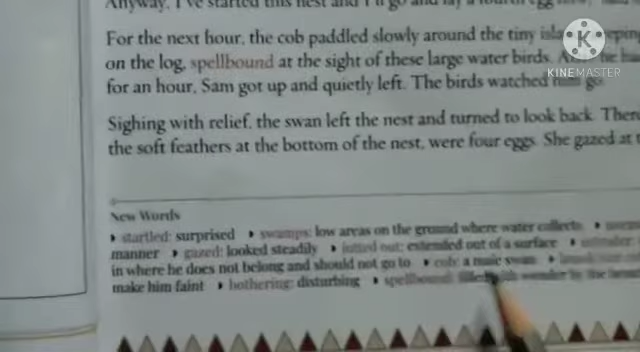 Anyway, I've started this nest and I'll go and lay a fourth egg
For the next hour, the cob paddled slowly around the tiny
on the log, spellbound at the sight of these large water birds.
for an hour, Sam got up and quietly left. The birds watched him go.
Sighing with relief, the swan left the nest and turned to look back. There
the soft feathers at the bottom of the nest, were four eggs. She gazed at
New Words
startled: surprised swamps: low areas on the ground where water collects
manner gazed: looked steadily jutted out: extended out of a surface intruder:
in where he does not belong and should not go to cob: a male swan
make him faint bothering: disturbing spellbound: filled with wonder by the
KINEMASTER